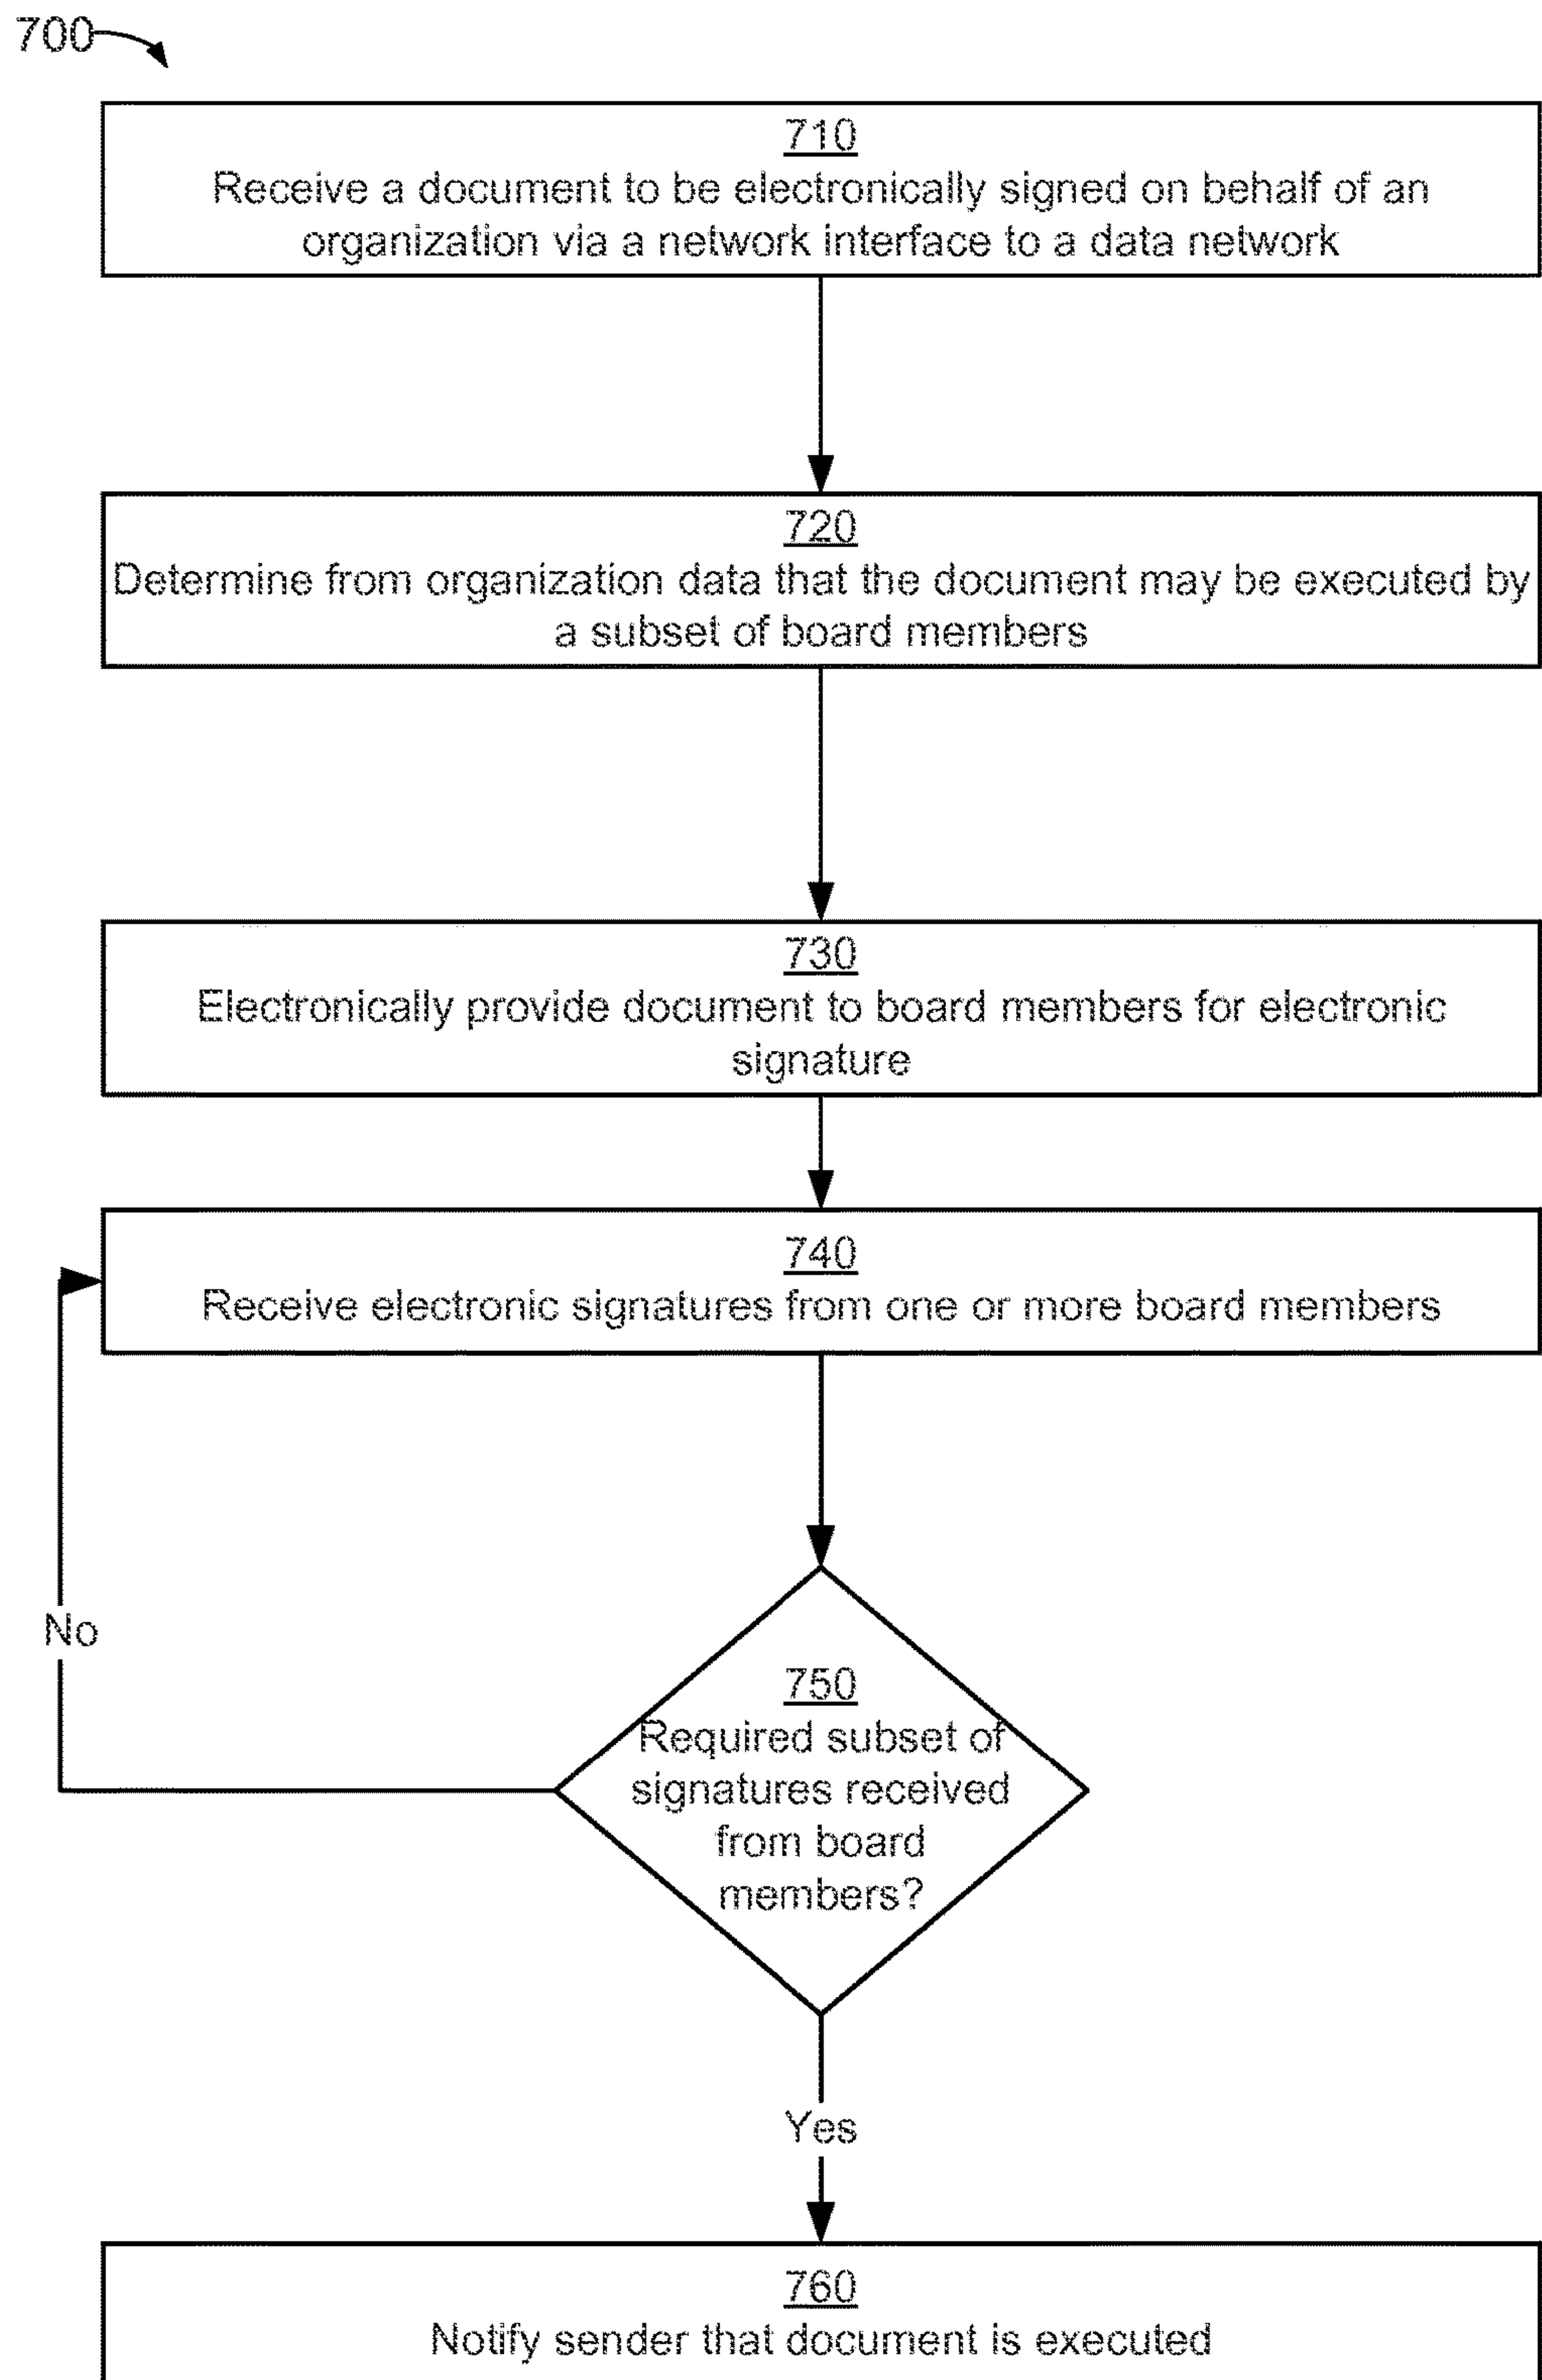 700
710
Receive a document to be electronically signed on behalf of an
organization via a network interface to a data network
720
Determine from organization data that the document may be executed by
a subset of board members
730
Electronically provide document to board members for electronic
signature
740
Receive electronic signatures from one or more board members
No
750
Required subset of
signatures received
from board
members?
Yes
760
Notify sender that document is executed